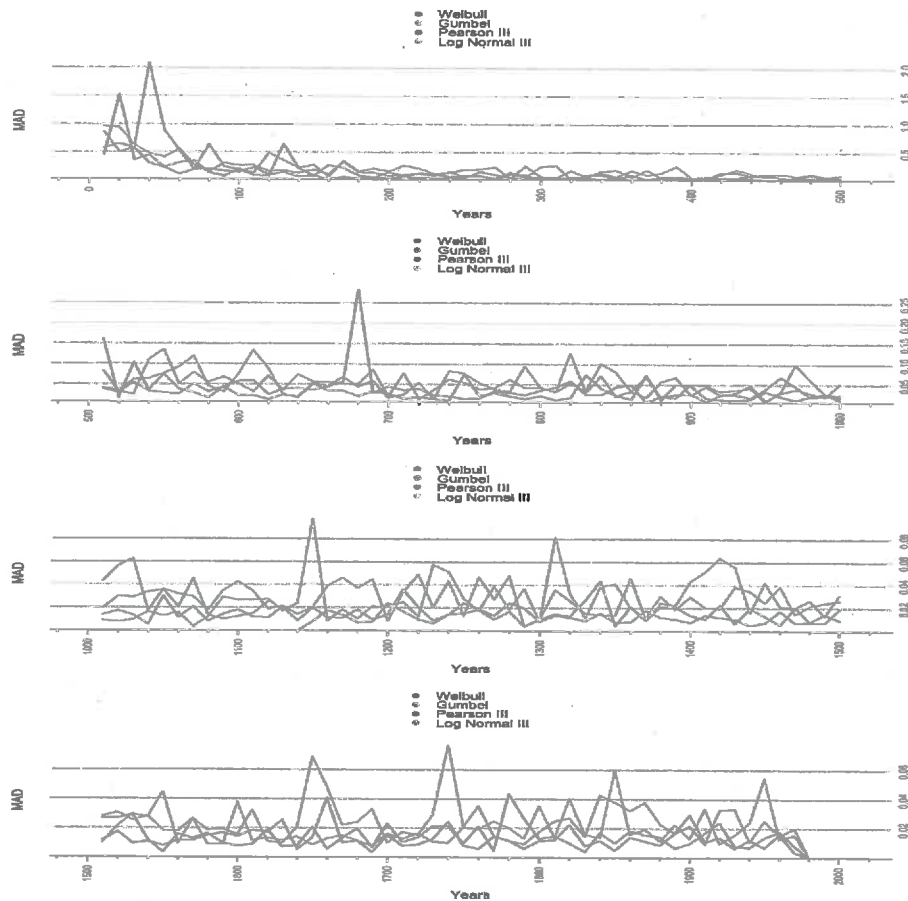 Weibull
Gumbel
Pearson III
Log Normal III
MAD
2.0
1.5
1.0
0.5
0 100 200 300 400 500
Years
Weibull
Gumbel
Pearson III
Log Normal III
MAD
0.25
0.20
0.15
0.10
0.05
500 600 700 800 900 1000
Years
Weibull
Gumbel
Pearson III
Log Normal III
MAD
0.08
0.06
0.04
0.02
1000 1100 1200 1300 1400 1500
Years
Weibull
Gumbel
Pearson III
Log Normal III
MAD
0.06
0.04
0.02
1500 1600 1700 1800 1900 2000
Years